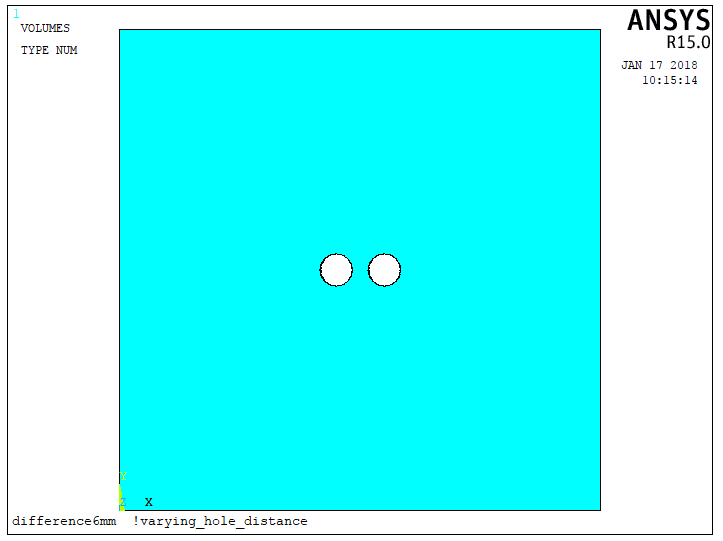 1
VOLUMES
TYPE NUM
ANSYS
R15.0
JAN 17 2018
10:15:14
Y
Z
X
difference6mm !varying_hole_distance